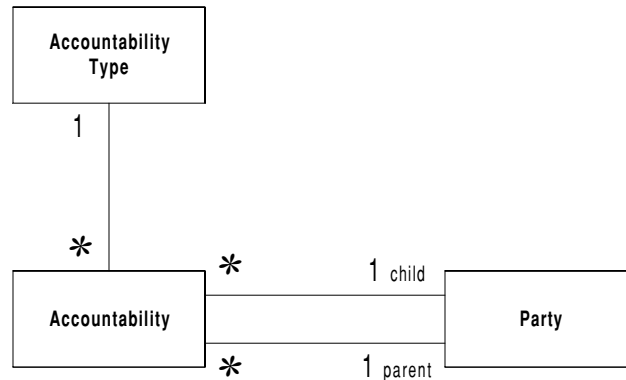 Accountability
Type
1
*
*
1 child
Accountability
Party
*
1 parent